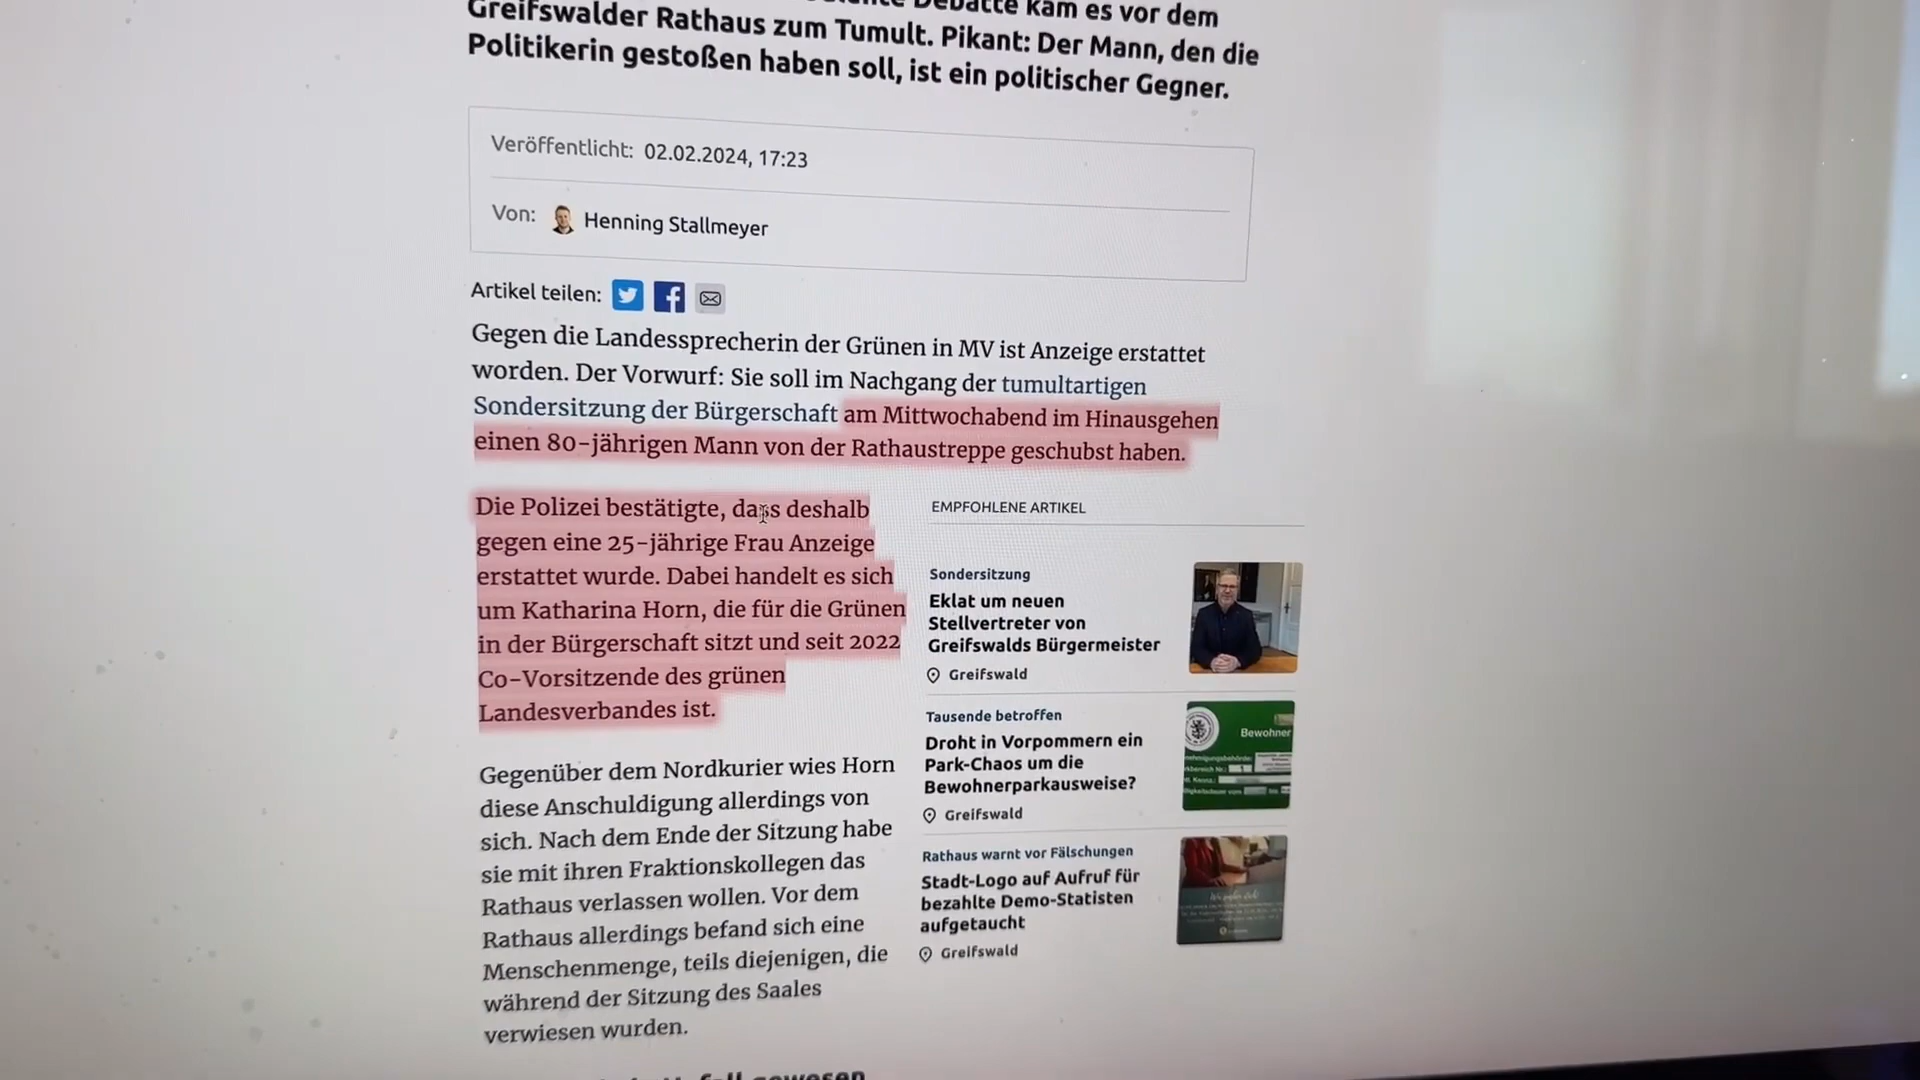 Debatte kam es vor dem
Greifswalder Rathaus zum Tumult. Pikant: Der Mann, den die
Politikerin gestoßen haben soll, ist ein politischer Gegner.
Veröffentlicht: 02.02.2024, 17:23
Von: Henning Stallmeyer
Artikel teilen:
Gegen die Landessprecherin der Grünen in MV ist Anzeige erstattet
worden. Der Vorwurf: Sie soll im Nachgang der tumultartigen
Sondersitzung der Bürgerschaft am Mittwochabend im Hinausgehen
einen 80-jährigen Mann von der Rathaustreppe geschubst haben.
Die Polizei bestätigte, dass deshalb
gegen eine 25-jährige Frau Anzeige
erstattet wurde. Dabei handelt es sich
um Katharina Horn, die für die Grünen
in der Bürgerschaft sitzt und seit 2022
Co-Vorsitzende des grünen
Landesverbandes ist.
Gegenüber dem Nordkurier wies Horn
diese Anschuldigung allerdings von
sich. Nach dem Ende der Sitzung habe
sie mit ihren Fraktionskollegen das
Rathaus verlassen wollen. Vor dem
Rathaus allerdings befand sich eine
Menschenmenge, teils diejenigen, die
während der Sitzung des Saales
verwiesen wurden.
gewesen
EMPFOHLENE ARTIKEL
Sondersitzung
Eklat um neuen
Stellvertreter von
Greifswalds Bürgermeister
Greifswald
Tausende betroffen
Droht in Vorpommern ein
Park-Chaos um die
Bewohnerparkausweise?
Greifswald
Bewohner
Rathaus warnt vor Fälschungen
Stadt-Logo auf Aufruf für
bezahlte Demo-Statisten
aufgetaucht
Greifswald